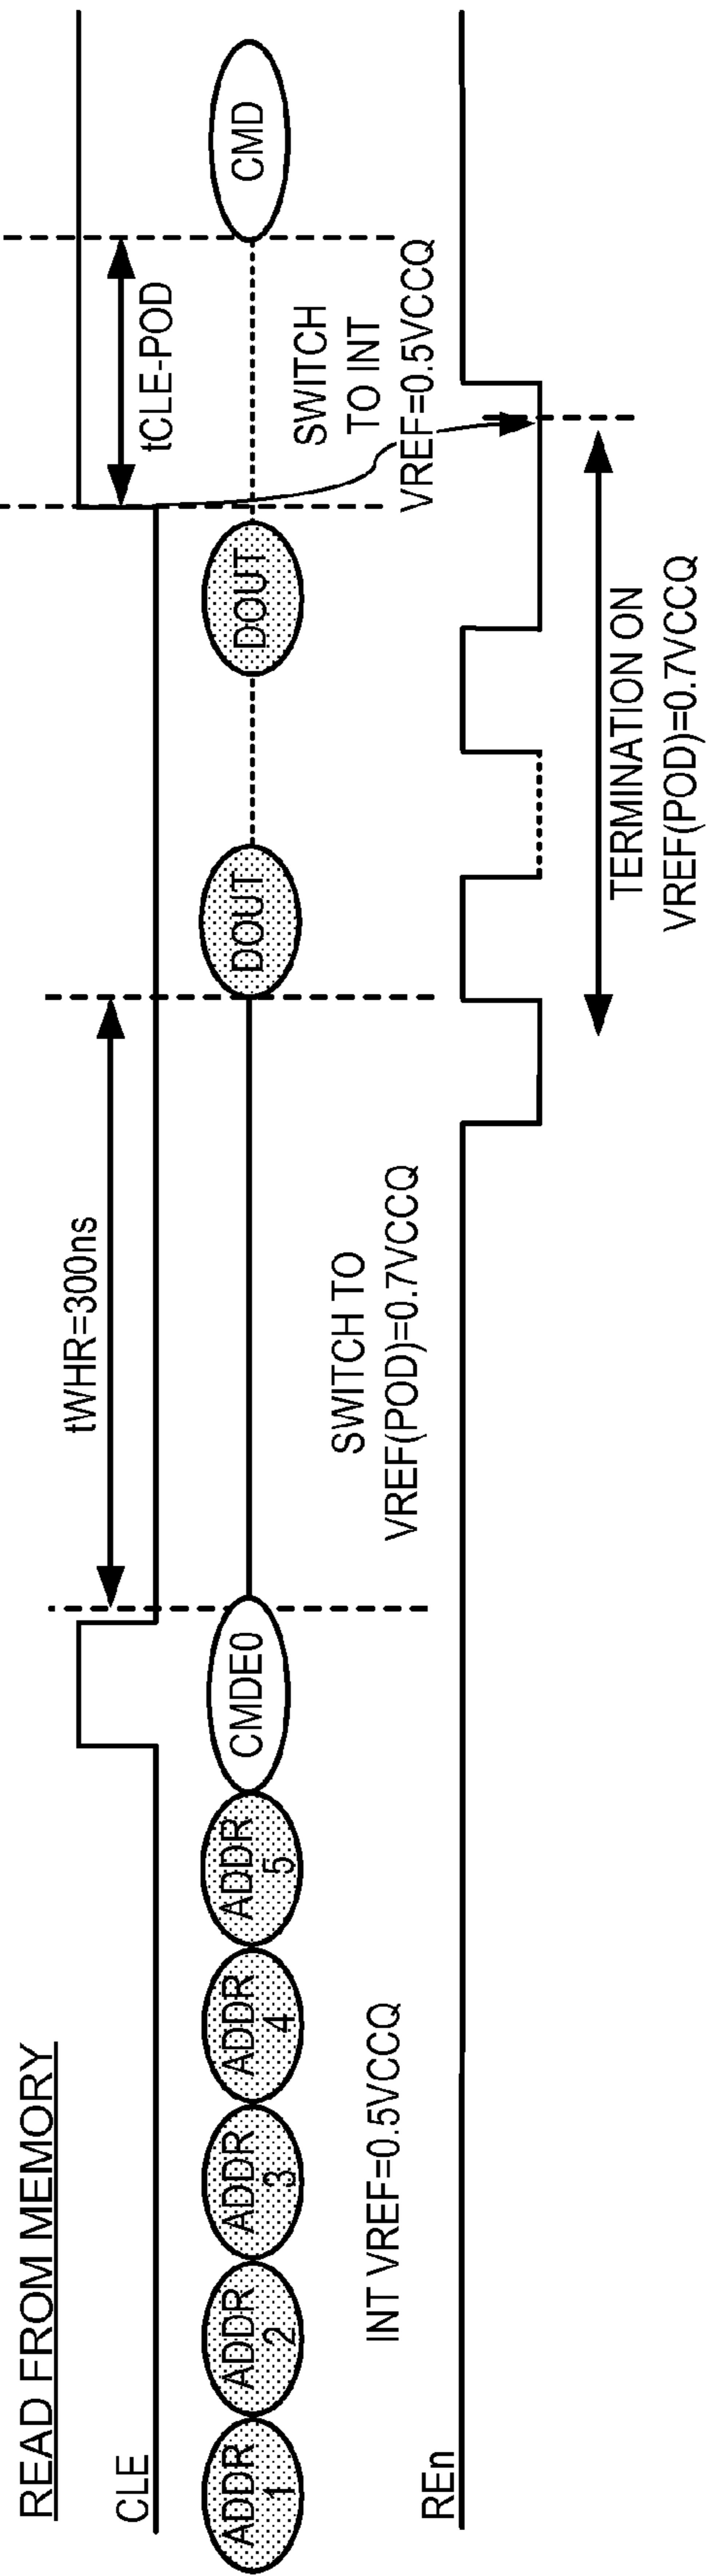 READ FROM MEMORY
CLE
tWHR=300ns
tCLE-POD
ADDR
1
ADDR
2
ADDR
3
ADDR
4
ADDR
5
CMDE0
DOUT
DOUT
CMD
INT VREF=0.5VCCQ
SWITCH TO
VREF(POD)=0.7VCCQ
SWITCH
TO INT
VREF=0.5VCCQ
REn
TERMINATION ON
VREF(POD)=0.7VCCQ